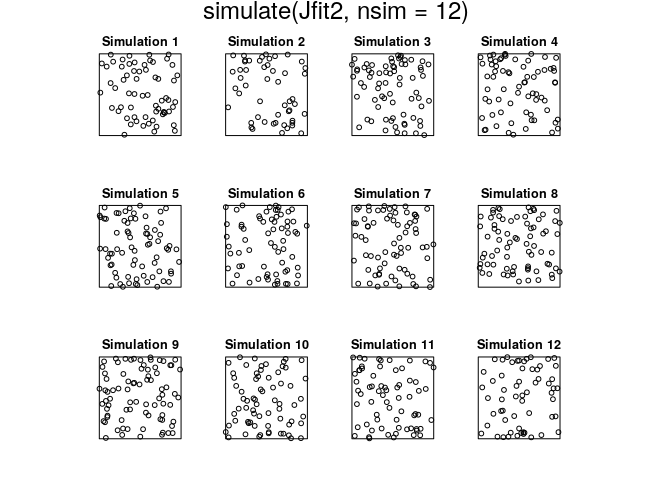 simulate(Jfit2, nsim = 12)
Simulation 1
Simulation 2
Simulation 3
Simulation 4
Simulation 5
Simulation 6
Simulation 7
Simulation 8
Simulation 9
Simulation 10
Simulation 11
Simulation 12